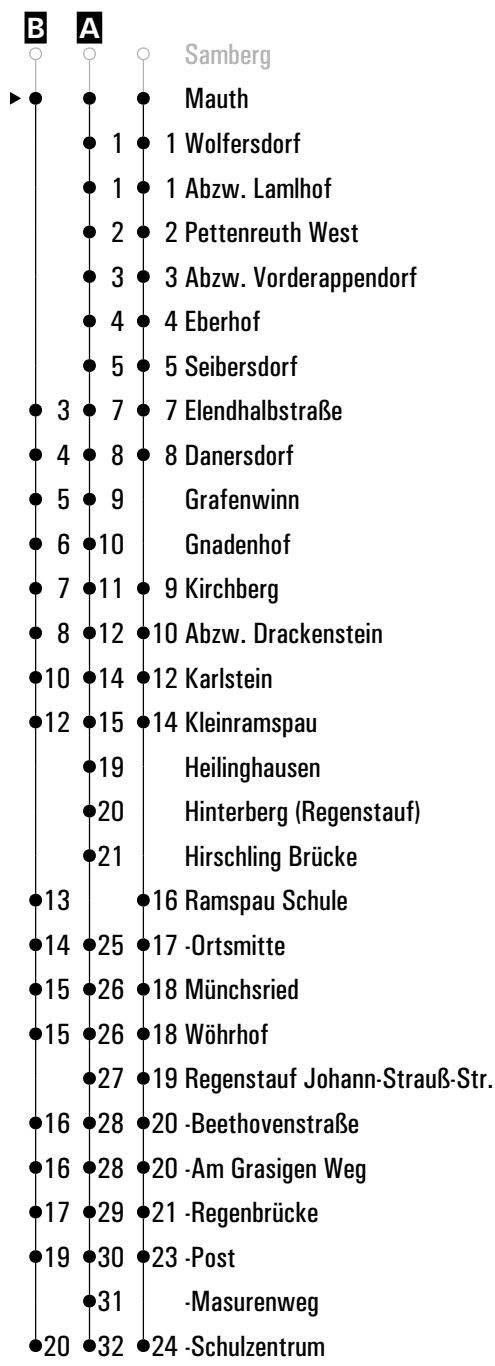 B A
Samberg
Mauth
1 1 Wolfersdorf
1 1 Abzw. Lamlhof
2 2 Pettenreuth West
3 3 Abzw. Vorderappendorf
4 4 Eberhof
5 5 Seibersdorf
3 7 7 Elendhalbstraße
4 8 8 Danersdorf
5 9 Grafenwinn
6 10 Gnadenhof
7 11 9 Kirchberg
8 12 10 Abzw. Drackenstein
10 14 12 Karlstein
12 15 14 Kleinramspau
19 Heilinghausen
20 Hinterberg (Regenstauf)
21 Hirschling Brücke
13 16 Ramspau Schule
14 25 17 -Ortsmitte
15 26 18 Münchsried
15 26 18 Wöhrhof
27 19 Regenstauf Johann-Strauß-Str.
16 28 20 -Beethovenstraße
16 28 20 -Am Grasigen Weg
17 29 21 -Regenbrücke
19 30 23 -Post
31 -Masurenweg
20 32 24 -Schulzentrum